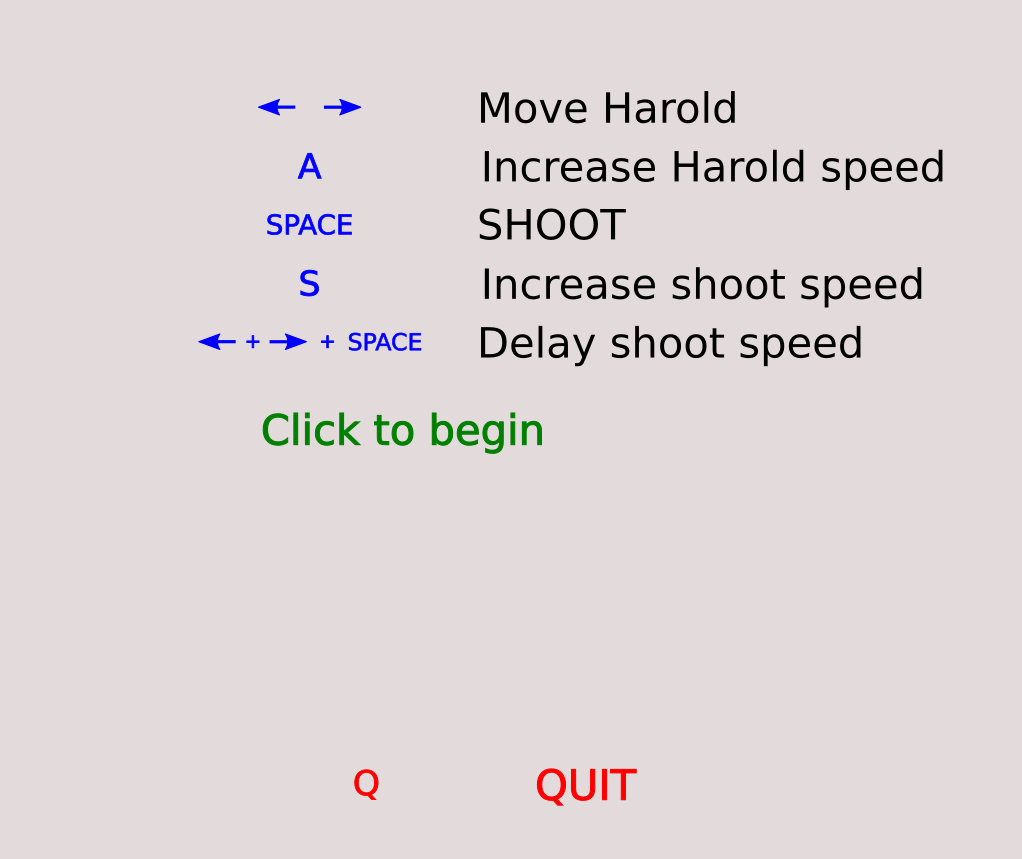 ← → Move Harold
A Increase Harold speed
SPACE SHOOT
S Increase shoot speed
← + → + SPACE Delay shoot speed
Click to begin
Q QUIT